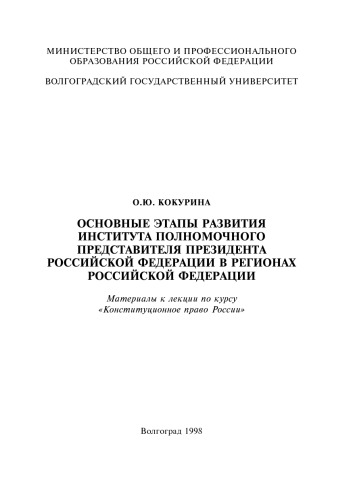 МИНИСТЕРСТВО ОБЩЕГО И ПРОФЕССИОНАЛЬНОГО
ОБРАЗОВАНИЯ РОССИЙСКОЙ ФЕДЕРАЦИИ
ВОЛГОГРАДСКИЙ ГОСУДАРСТВЕННЫЙ УНИВЕРСИТЕТ
О.Ю. КОКУРИНА
ОСНОВНЫЕ ЭТАПЫ РАЗВИТИЯ
ИНСТИТУТА ПОЛНОМОЧНОГО
ПРЕДСТАВИТЕЛЯ ПРЕЗИДЕНТА
РОССИЙСКОЙ ФЕДЕРАЦИИ В РЕГИОНАХ
РОССИЙСКОЙ ФЕДЕРАЦИИ
Материалы к лекции по курсу
«Конституционное право России»
Волгоград 1998